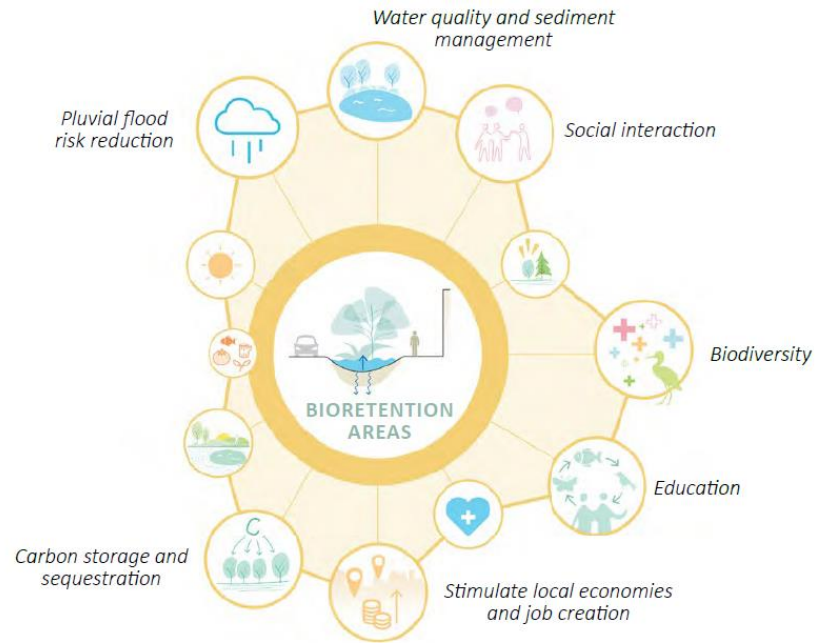 Water quality and sediment
management
Pluvial flood
risk reduction
Social interaction
Biodiversity
BIORETENTION
AREAS
Education
C
Carbon storage and
sequestration
Stimulate local economies
and job creation